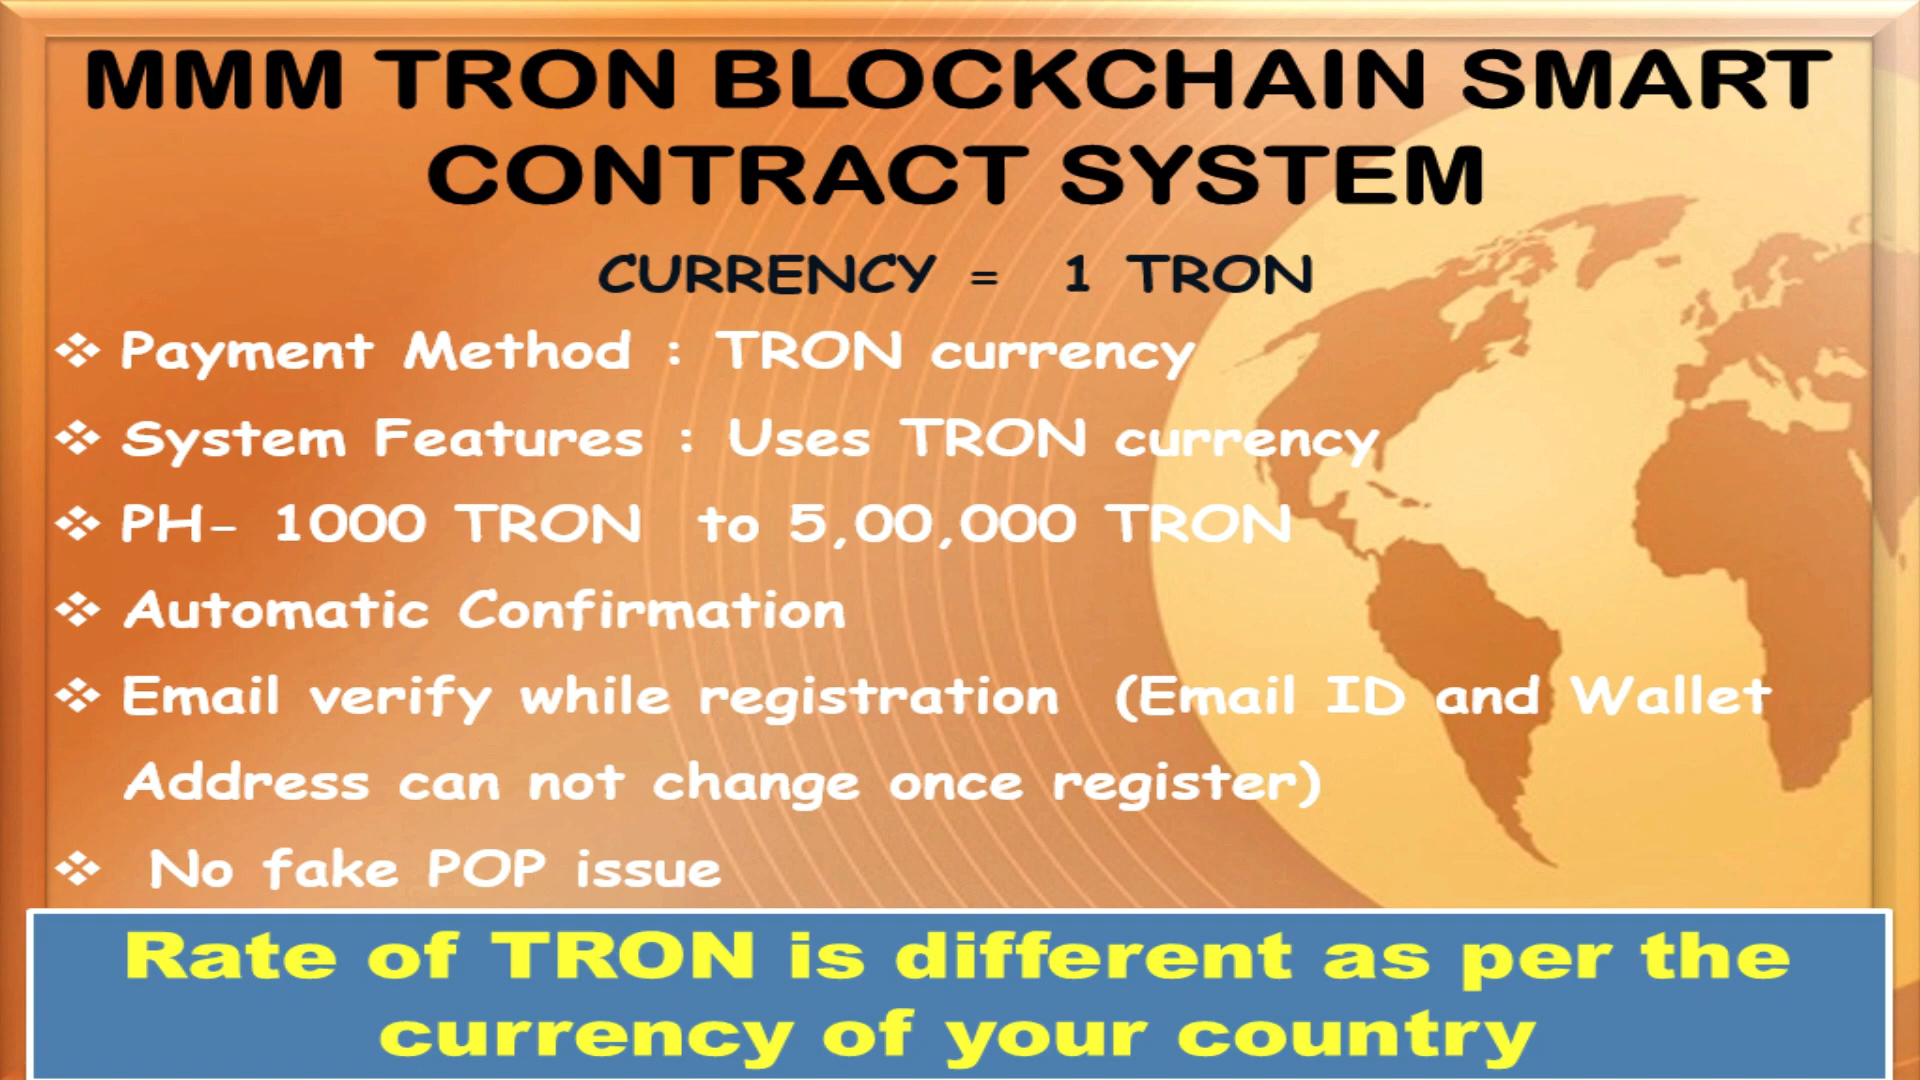 MMM TRON BLOCKCHAIN SMART
CONTRACT SYSTEM
CURRENCY = 1 TRON
❖ Payment Method : TRON currency
❖ System Features : Uses TRON currency
❖ PH- 1000 TRON to 5,00,000 TRON
❖ Automatic Confirmation
❖ Email verify while registration (Email ID and Wallet
Address can not change once register)
❖ No fake POP issue
Rate of TRON is different as per the
currency of your country